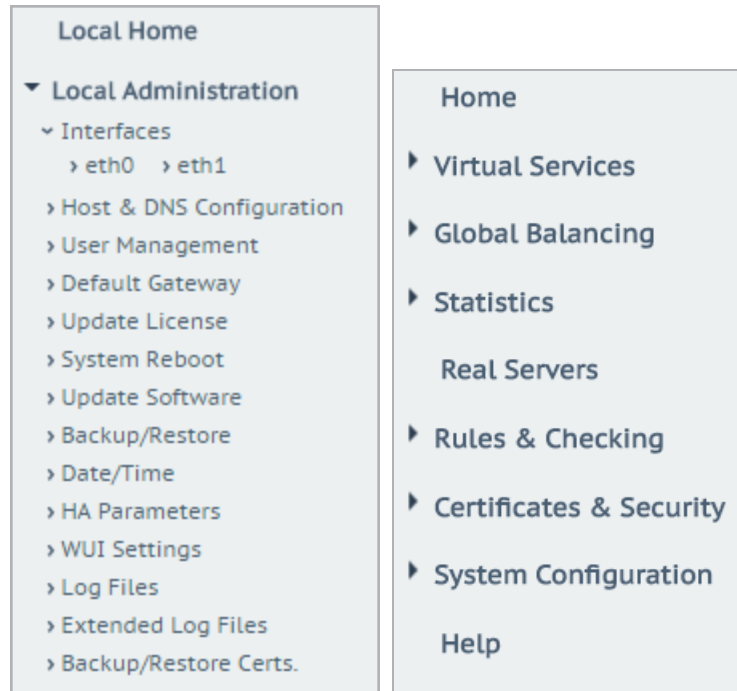 Local Home
Local Administration
Interfaces
eth0 eth1
Host & DNS Configuration
User Management
Default Gateway
Update License
System Reboot
Update Software
Backup/Restore
Date/Time
HA Parameters
WUI Settings
Log Files
Extended Log Files
Backup/Restore Certs.
Home
Virtual Services
Global Balancing
Statistics
Real Servers
Rules & Checking
Certificates & Security
System Configuration
Help